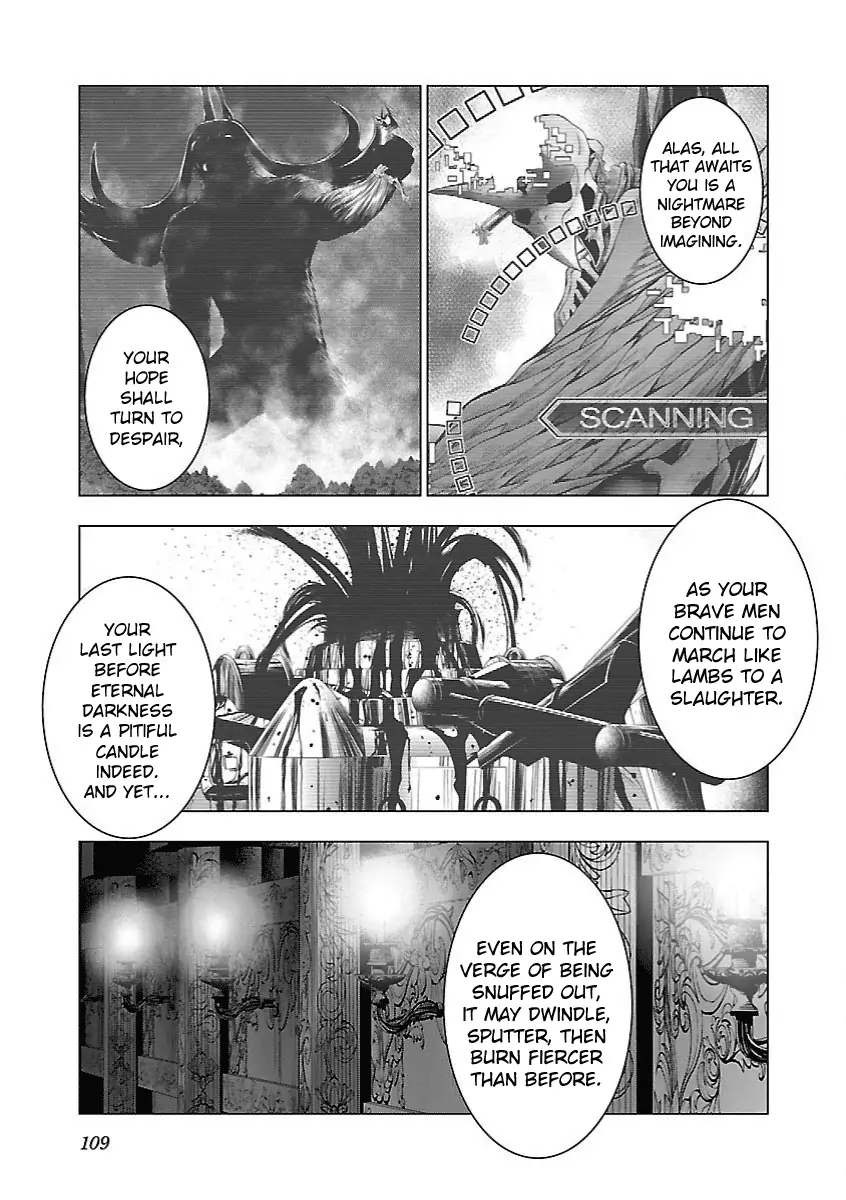 ALAS, ALL
THAT AWAITS
YOU IS A
NIGHTMARE
BEYOND
IMAGINING.
SCANNING
YOUR
HOPE
SHALL
TURN TO
DESPAIR,
AS YOUR
BRAVE MEN
CONTINUE TO
MARCH LIKE
LAMBS TO A
SLAUGHTER.
YOUR
LAST LIGHT
BEFORE
ETERNAL
DARKNESS
IS A PITIFUL
CANDLE
INDEED.
AND YET...
EVEN ON THE
VERGE OF BEING
SNUFFED OUT,
IT MAY DWINDLE,
SPUTTER, THEN
BURN FIERCER
THAN BEFORE.
109